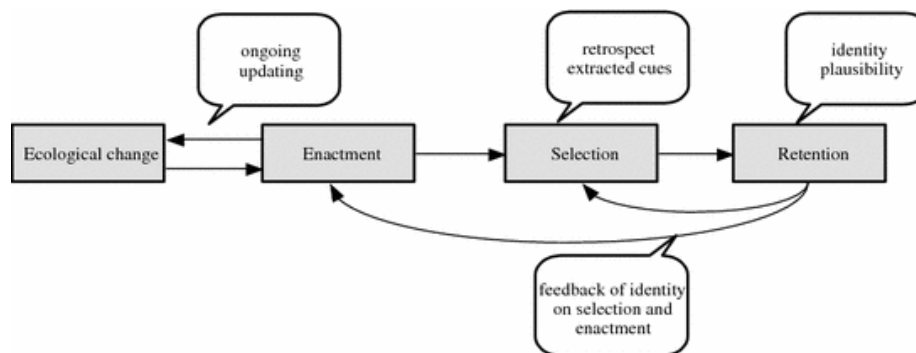 ongoing
updating
retrospect
extracted cues
identity
plausibility
Ecological change
Enactment
Selection
Retention
feedback of identity
on selection and
enactment